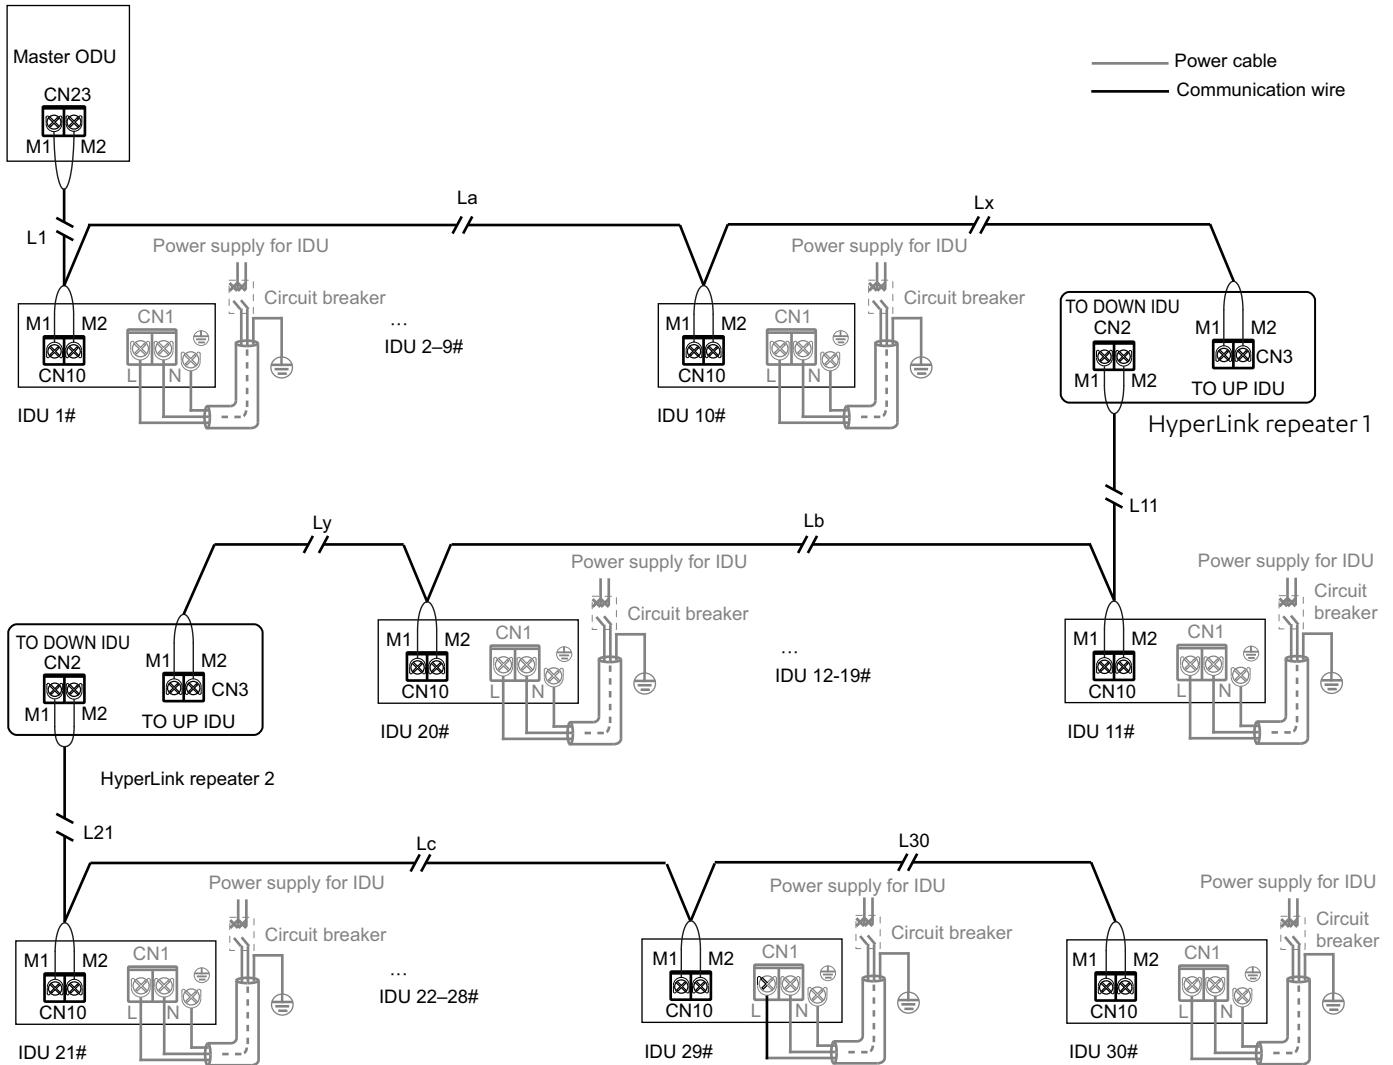 Master ODU
CN23
M1 M2
Power cable
Communication wire
L1
La
Lx
Power supply for IDU
Circuit breaker
M1 M2
CN1
CN10
L N
IDU 1#
...
IDU 2–9#
Power supply for IDU
Circuit breaker
M1 M2
CN1
CN10
L N
IDU 10#
TO DOWN IDU
CN2
M1 M2
M1 M2
CN3
TO UP IDU
HyperLink repeater 1
L11
Ly
Lb
TO DOWN IDU
CN2
M1 M2
M1 M2
CN3
TO UP IDU
HyperLink repeater 2
Power supply for IDU
Circuit breaker
M1 M2
CN1
CN10
L N
IDU 20#
...
IDU 12-19#
Power supply for IDU
Circuit
breaker
M1 M2
CN1
CN10
L N
IDU 11#
L21
Lc
L30
Power supply for IDU
Circuit breaker
M1 M2
CN1
CN10
L N
IDU 21#
...
IDU 22–28#
Power supply for IDU
Circuit breaker
M1 M2
CN1
CN10
L N
IDU 29#
Power supply for IDU
Circuit
breaker
M1 M2
CN1
CN10
L N
IDU 30#